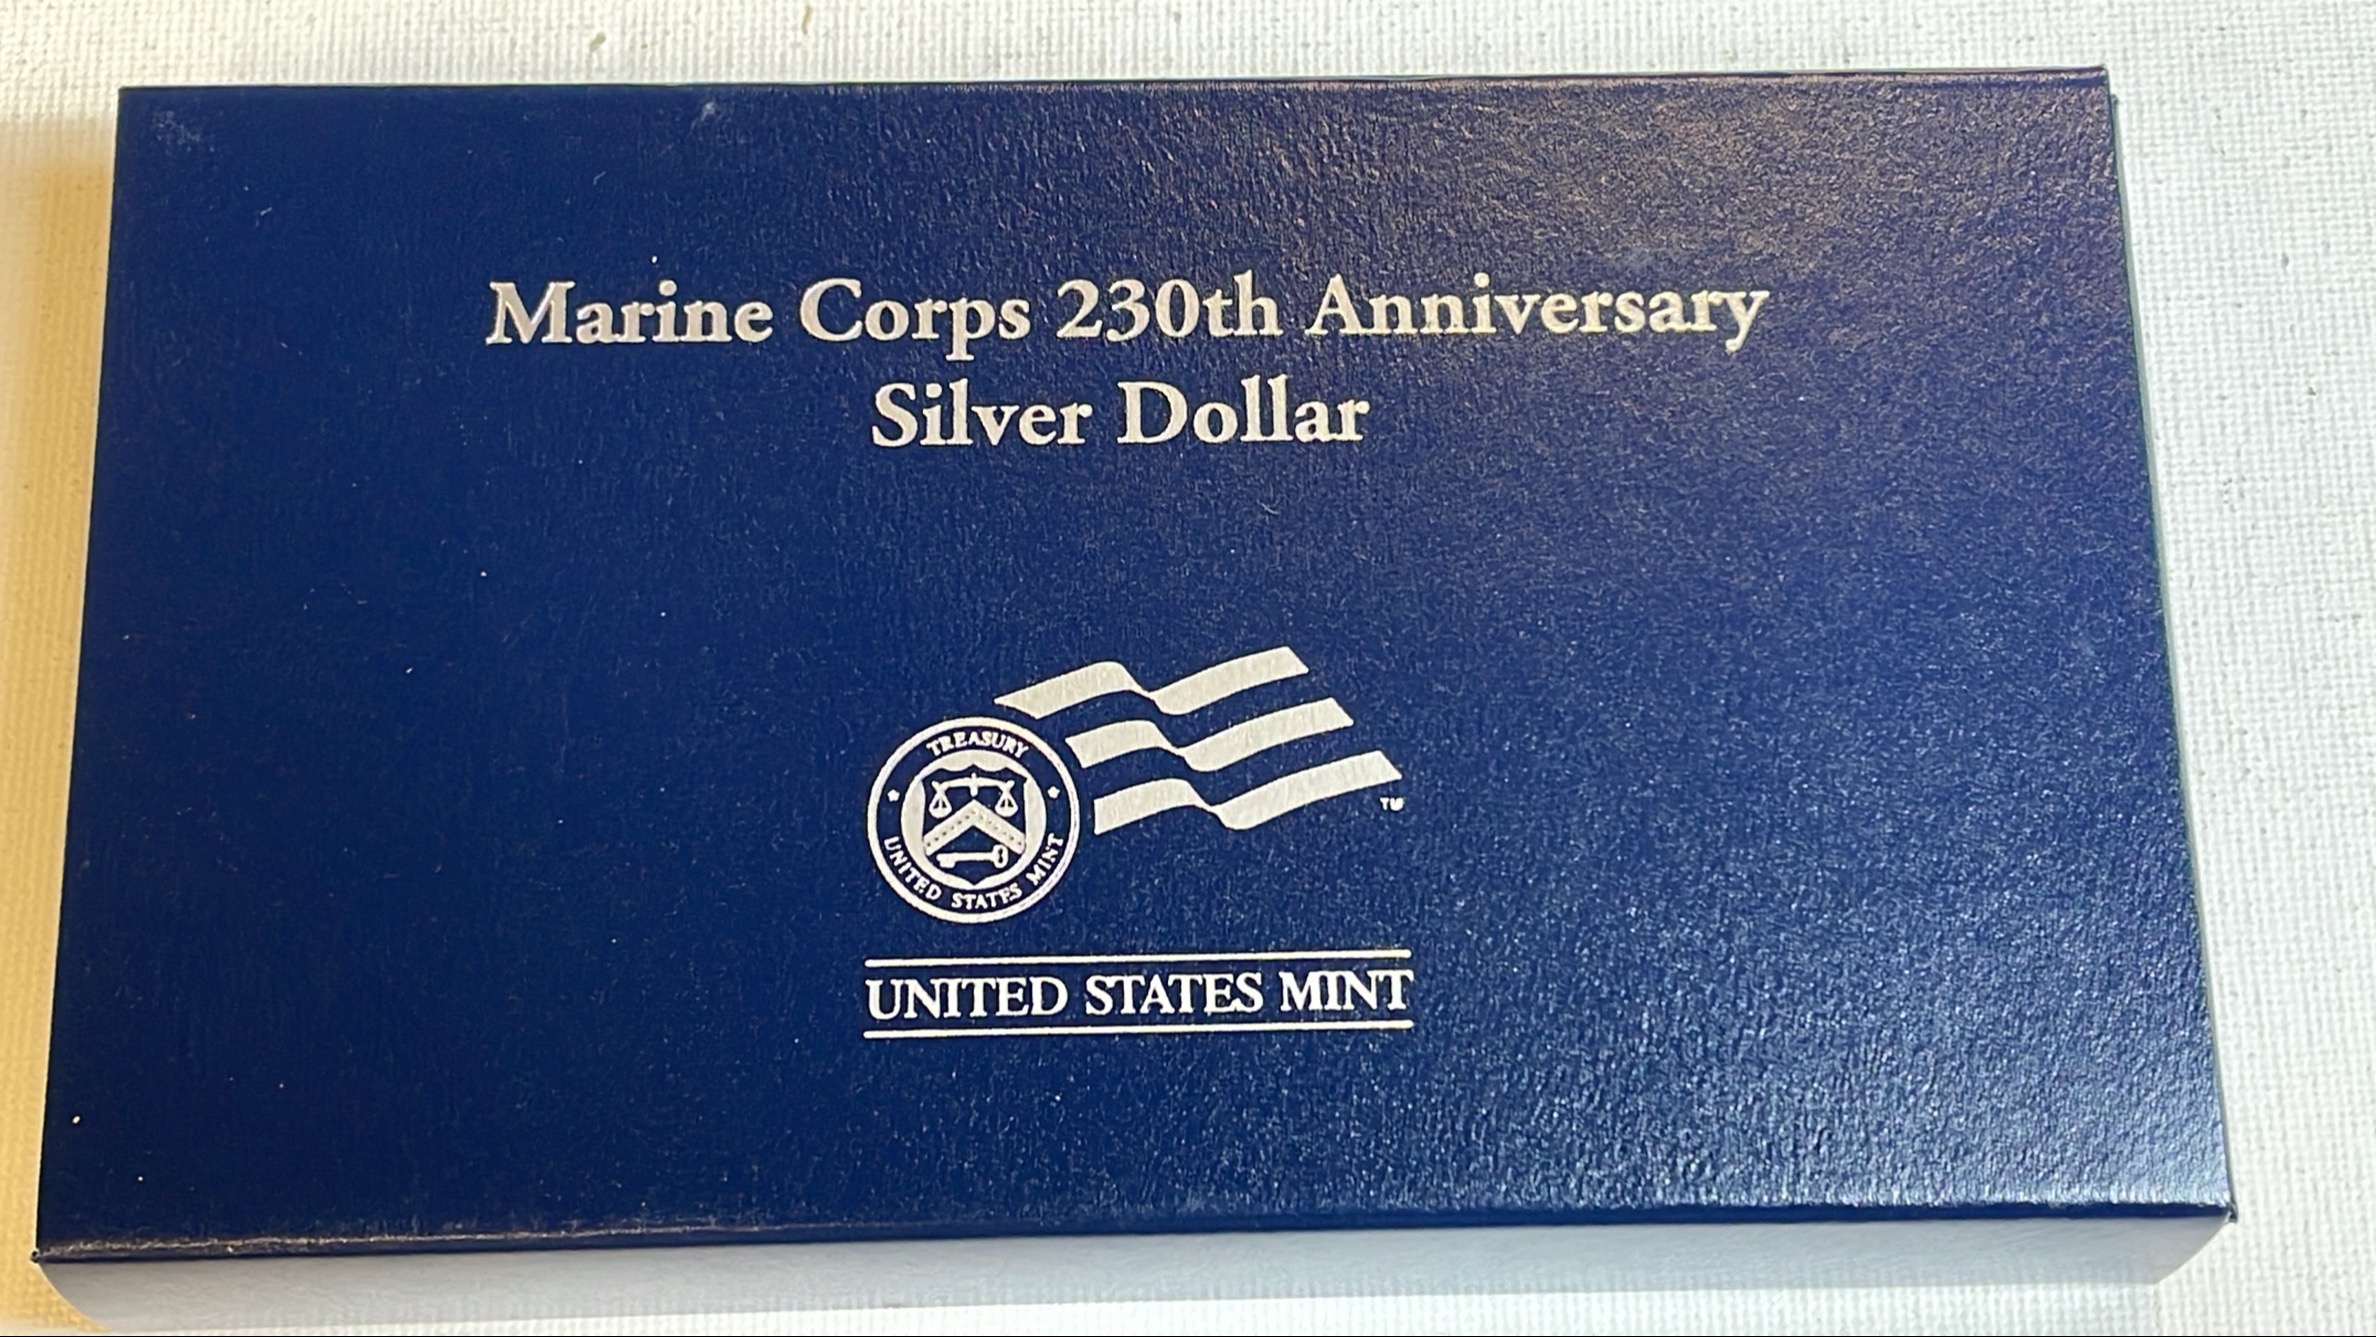 Marine Corps 230th Anniversary
Silver Dollar
TREASURY
UNITED STATES MINT
TM
UNITED STATES MINT